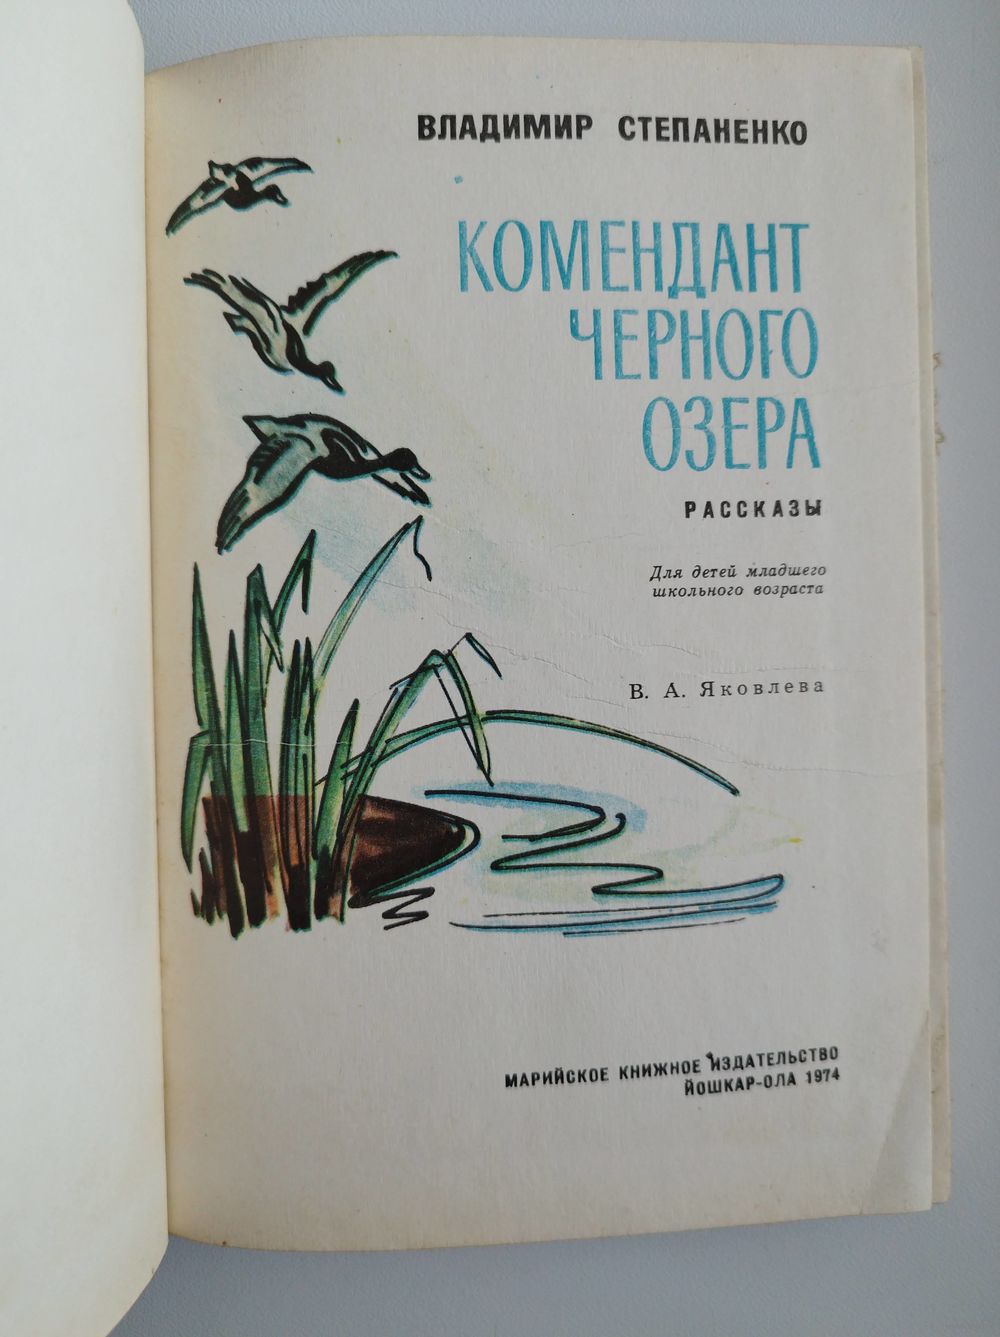 ВЛАДИМИР СТЕПАНЕНКО
КОМЕНДАНТ
ЧЕРНОГО
ОЗЕРА
РАССКАЗЫ
Для детей младшего
школьного возраста
В. А. Яковлева
МАРИЙСКОЕ КНИЖНОЕ ИЗДАТЕЛЬСТВО
ЙОШКАР-ОЛА 1974